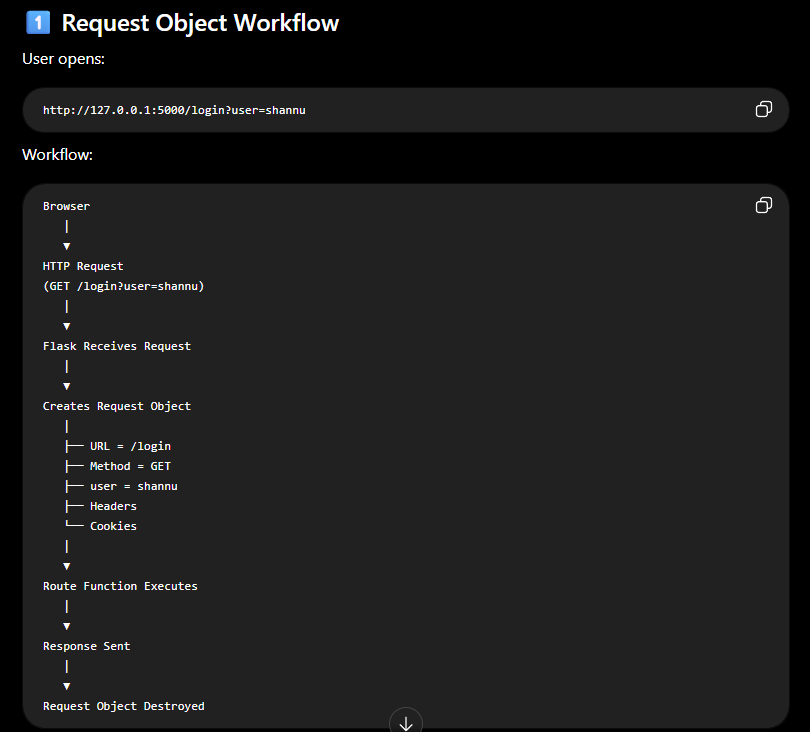 1 Request Object Workflow
User opens:
http://127.0.0.1:5000/login?user=shannu
Workflow:
Browser
│
▼
HTTP Request
(GET /login?user=shannu)
│
▼
Flask Receives Request
│
▼
Creates Request Object
│
├── URL = /login
├── Method = GET
├── user = shannu
├── Headers
└── Cookies
│
▼
Route Function Executes
│
▼
Response Sent
│
▼
Request Object Destroyed